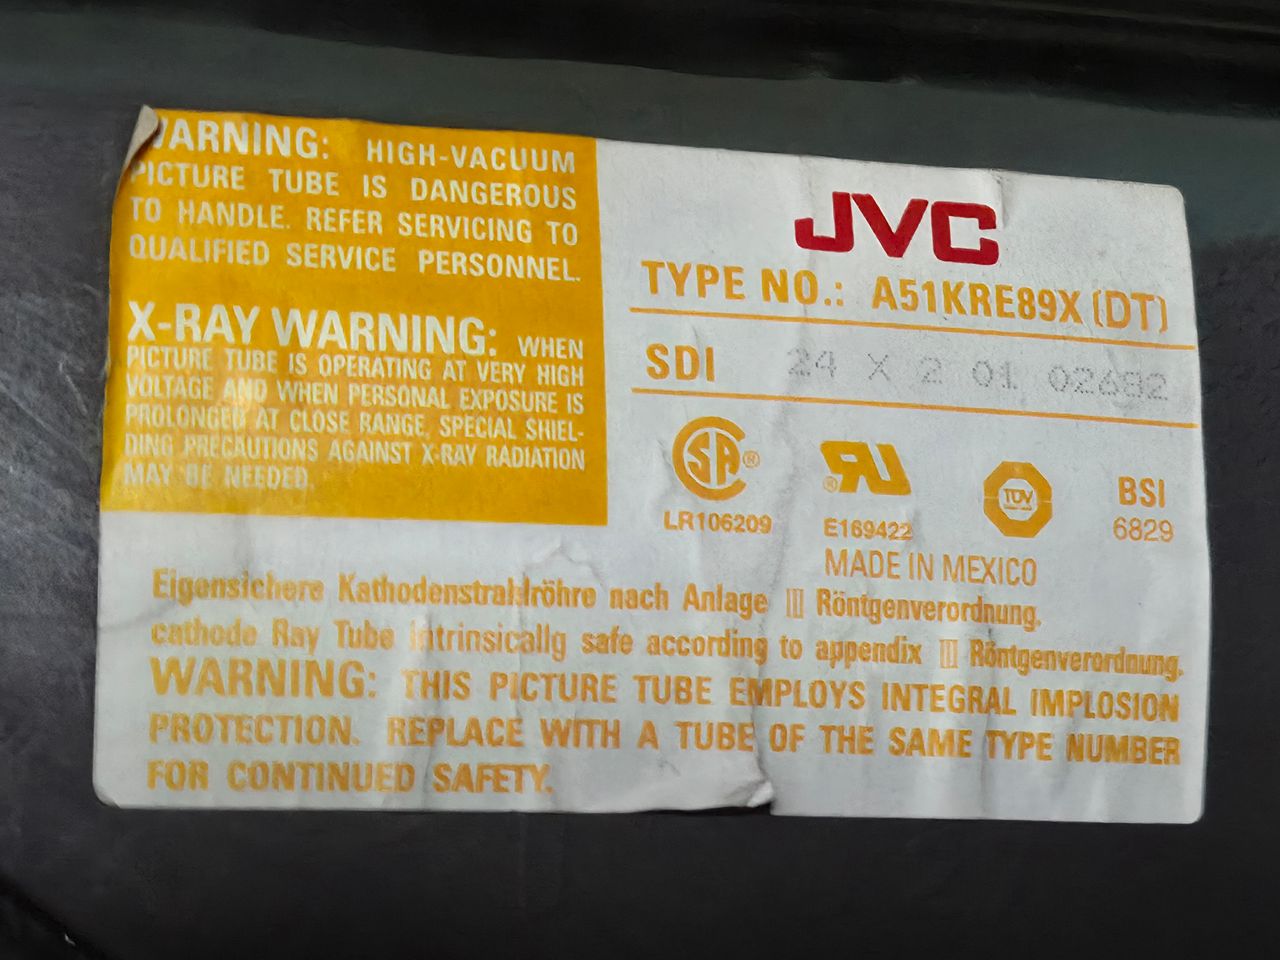 WARNING: HIGH-VACUUM
PICTURE TUBE IS DANGEROUS
TO HANDLE. REFER SERVICING TO
QUALIFIED SERVICE PERSONNEL.
X-RAY WARNING: WHEN
PICTURE TUBE IS OPERATING AT VERY HIGH
VOLTAGE AND WHEN PERSONAL EXPOSURE IS
PROLONGED AT CLOSE RANGE, SPECIAL SHIEL-
DING PRECAUTIONS AGAINST X-RAY RADIATION
MAY BE NEEDED.
JVC
TYPE NO.: A51KRE89X (DT)
SDI 24 X 2 01 02682
SA ®
LR106209
RU ®
E169422
TÜV
BSI
6829
MADE IN MEXICO
Eigensichere Kathodenstrahlröhre nach Anlage III Röntgenverordnung.
cathode Ray Tube intrinsically safe according to appendix III Röntgenverordnung.
WARNING: THIS PICTURE TUBE EMPLOYS INTEGRAL IMPLOSION
PROTECTION. REPLACE WITH A TUBE OF THE SAME TYPE NUMBER
FOR CONTINUED SAFETY.